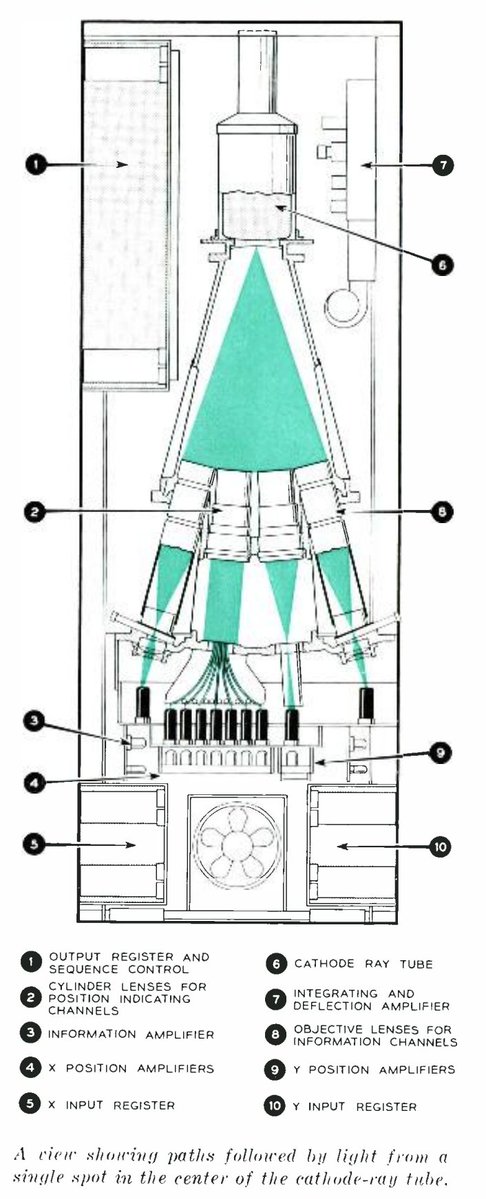 1
7
6
2
8
3
9
4
5
10
1 OUTPUT REGISTER AND
SEQUENCE CONTROL
2 CYLINDER LENSES FOR
POSITION INDICATING
CHANNELS
3 INFORMATION AMPLIFIER
4 X POSITION AMPLIFIERS
5 X INPUT REGISTER
6 CATHODE RAY TUBE
7 INTEGRATING AND
DEFLECTION AMPLIFIER
8 OBJECTIVE LENSES FOR
INFORMATION CHANNELS
9 Y POSITION AMPLIFIERS
10 Y INPUT REGISTER
A view showing paths followed by light from a
single spot in the center of the cathode-ray tube.